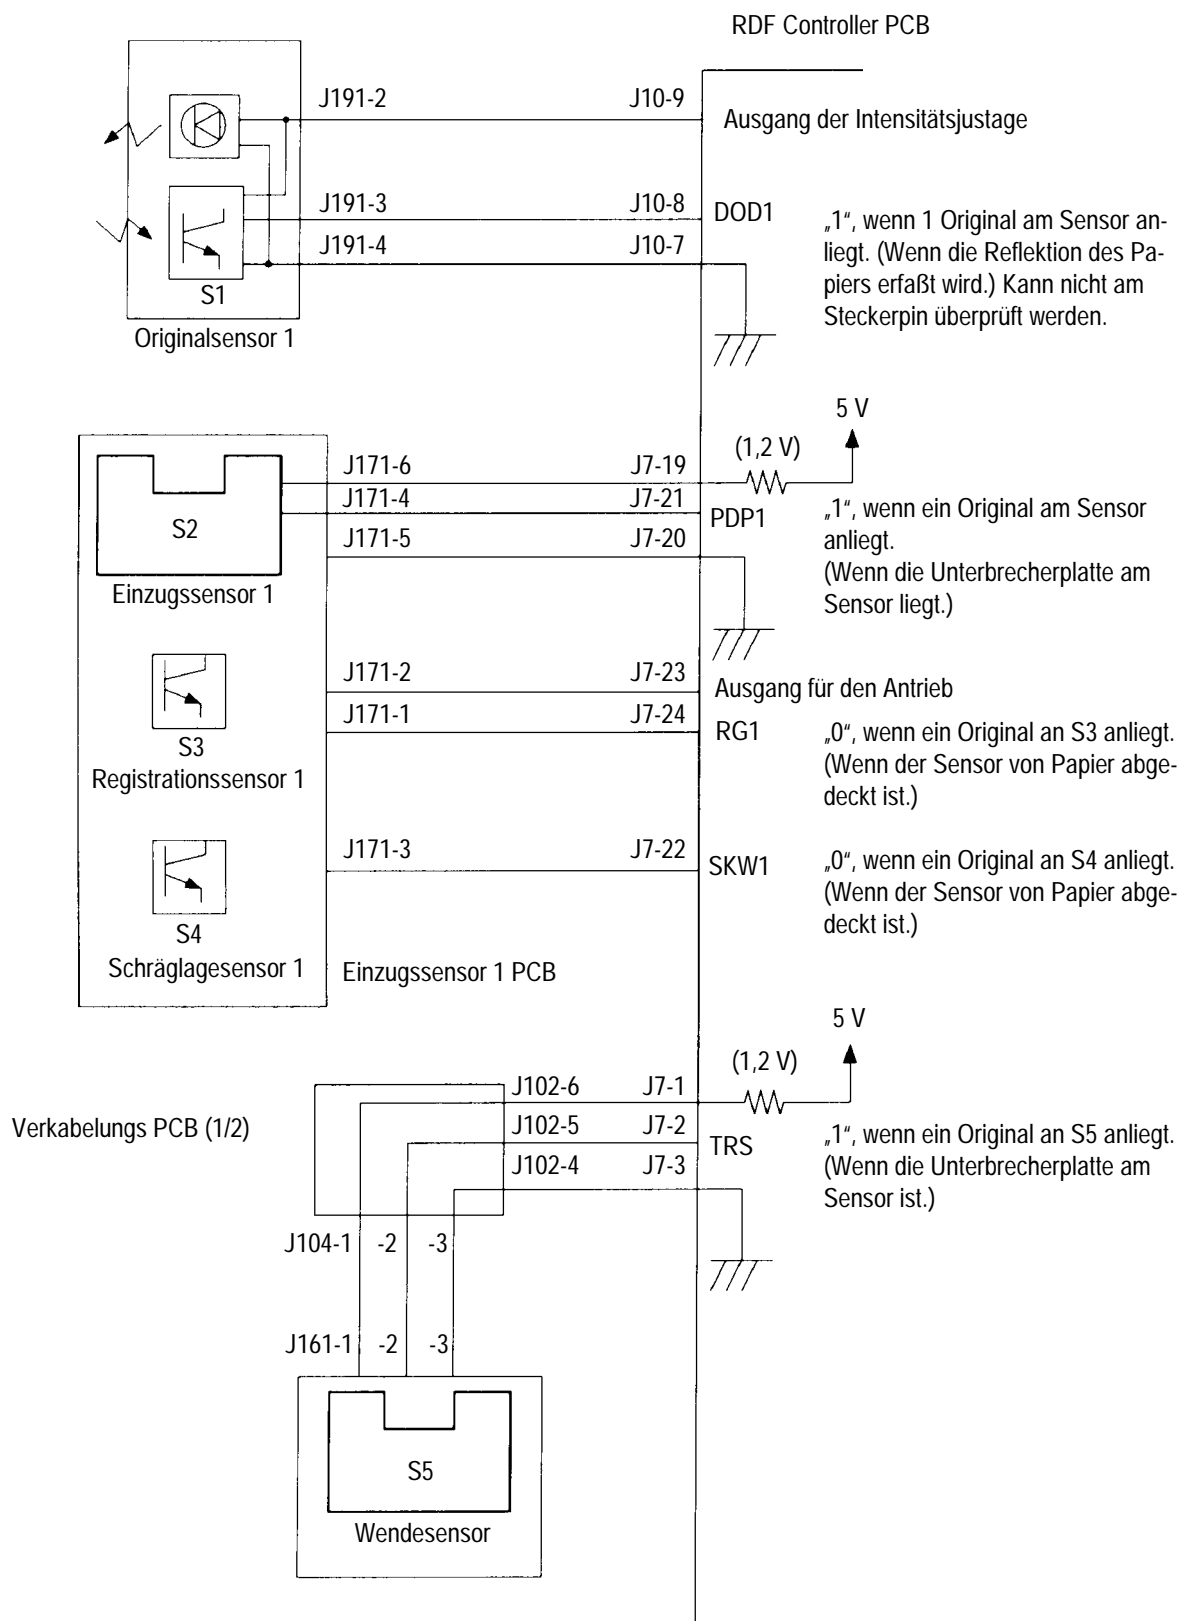 RDF Controller PCB
J191-2
J10-9
Ausgang der Intensitätsjustage
J191-3
J10-8
DOD1
„1“, wenn 1 Original am Sensor an-
liegt. (Wenn die Reflektion des Pa-
piers erfaßt wird.) Kann nicht am
Steckerpin überprüft werden.
J191-4
J10-7
S1
Originalsensor 1
5 V
(1,2 V)
J171-6
J7-19
J171-4
J7-21
PDP1
„1“, wenn ein Original am Sensor
anliegt.
(Wenn die Unterbrecherplatte am
Sensor liegt.)
S2
J171-5
J7-20
Einzugssensor 1
J171-2
J7-23
Ausgang für den Antrieb
J171-1
J7-24
RG1
„0“, wenn ein Original an S3 anliegt.
(Wenn der Sensor von Papier abge-
deckt ist.)
S3
Registrationssensor 1
J171-3
J7-22
SKW1
„0“, wenn ein Original an S4 anliegt.
(Wenn der Sensor von Papier abge-
deckt ist.)
S4
Schräglagesensor 1
Einzugssensor 1 PCB
5 V
(1,2 V)
J102-6
J7-1
Verkabelungs PCB (1/2)
J102-5
J7-2
TRS
„1“, wenn ein Original an S5 anliegt.
(Wenn die Unterbrecherplatte am
Sensor ist.)
J102-4
J7-3
J104-1 -2 -3
J161-1 -2 -3
S5
Wendesensor